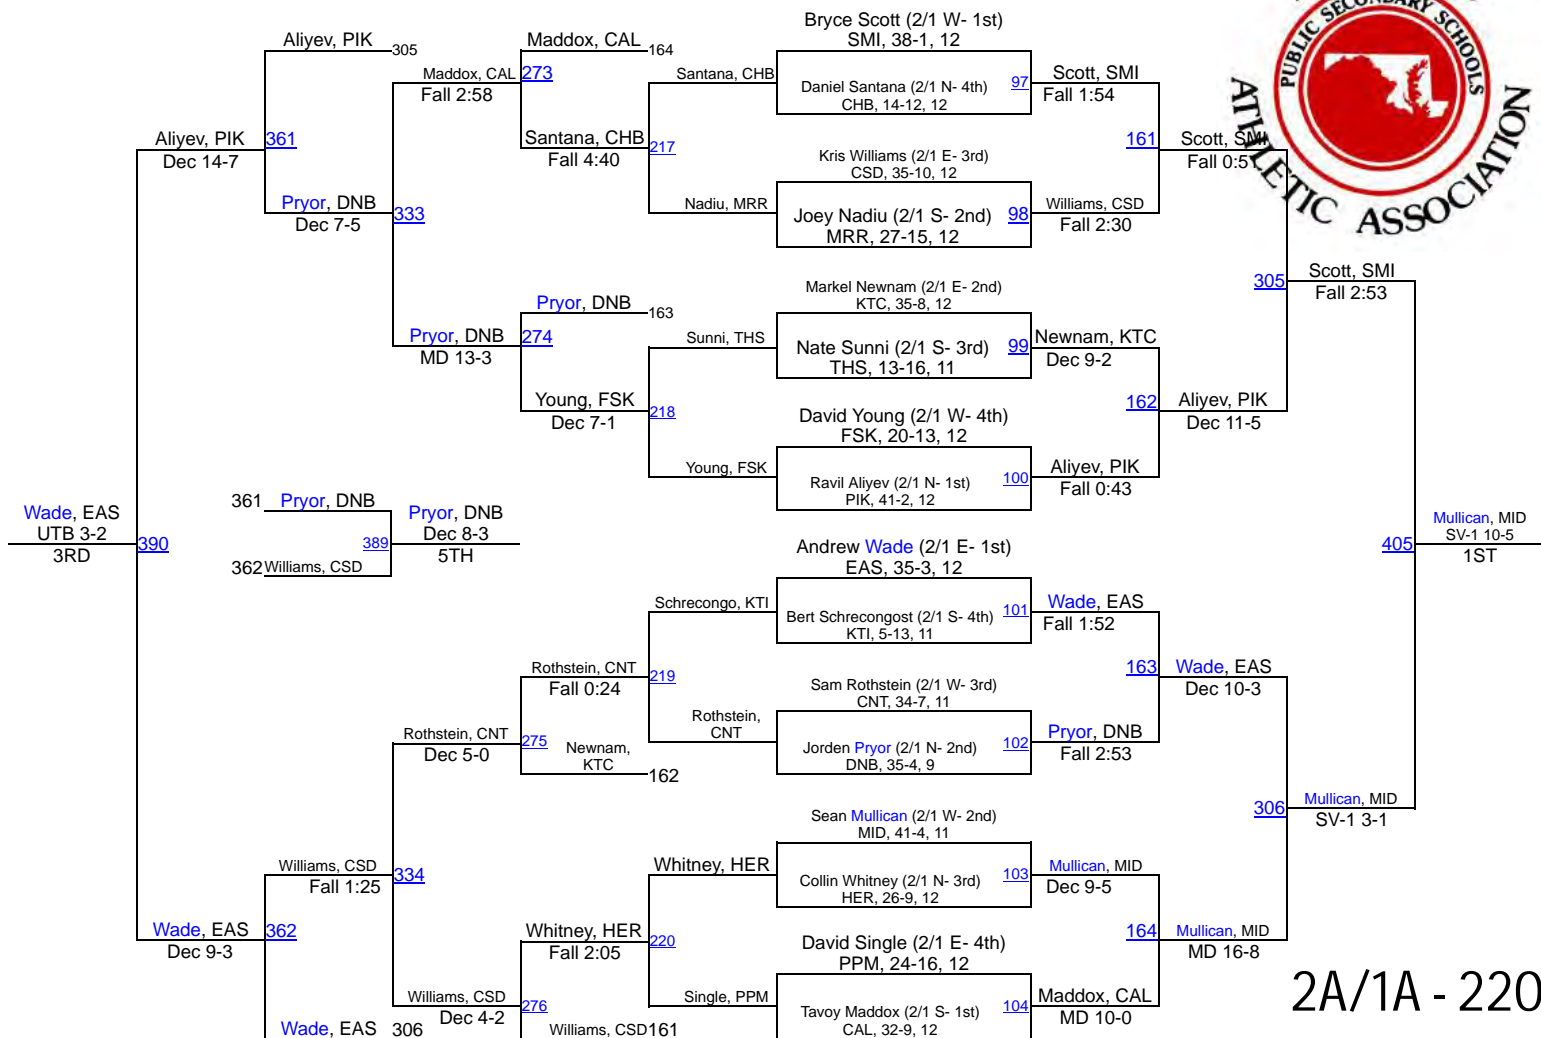 PUBLIC SECONDARY SCHOOLS
ATHLETIC ASSOCIATION
Aliyev, PIK
305
Maddox, CAL
Fall 2:58
273
Maddox, CAL
164
Santana, CHB
Fall 4:40
217
Aliyev, PIK
Dec 14-7
361
Pryor, DNB
Dec 7-5
333
Pryor, DNB
MD 13-3
274
Pryor, DNB
163
Young, FSK
Dec 7-1
218
Santana, CHB
Nadiu, MRR
Sunni, THS
Young, FSK
Bryce Scott (2/1 W- 1st)
SMI, 38-1, 12
Daniel Santana (2/1 N- 4th)
CHB, 14-12, 12
97
Scott, SMI
Fall 1:54
Kris Williams (2/1 E- 3rd)
CSD, 35-10, 12
Joey Nadiu (2/1 S- 2nd)
MRR, 27-15, 12
98
Williams, CSD
Fall 2:30
161
Scott, SMI
Fall 0:51
Markel Newnam (2/1 E- 2nd)
KTC, 35-8, 12
Nate Sunni (2/1 S- 3rd)
THS, 13-16, 11
99
Newnam, KTC
Dec 9-2
David Young (2/1 W- 4th)
FSK, 20-13, 12
Ravil Aliyev (2/1 N- 1st)
PIK, 41-2, 12
100
Aliyev, PIK
Fall 0:43
162
Aliyev, PIK
Dec 11-5
305
Scott, SMI
Fall 2:53
Wade, EAS
UTB 3-2
3RD
390
361
Pryor, DNB
362
Williams, CSD
389
Pryor, DNB
Dec 8-3
5TH
405
Mullican, MID
SV-1 10-5
1ST
Andrew Wade (2/1 E- 1st)
EAS, 35-3, 12
Bert Schrecongost (2/1 S- 4th)
KTI, 5-13, 11
101
Wade, EAS
Fall 1:52
Sam Rothstein (2/1 W- 3rd)
CNT, 34-7, 11
Jorden Pryor (2/1 N- 2nd)
DNB, 35-4, 9
102
Pryor, DNB
Fall 2:53
163
Wade, EAS
Dec 10-3
Schrecongo, KTI
Rothstein,
CNT
Rothstein, CNT
Fall 0:24
219
Rothstein, CNT
Dec 5-0
275
Newnam,
KTC
162
Sean Mullican (2/1 W- 2nd)
MID, 41-4, 11
Collin Whitney (2/1 N- 3rd)
HER, 26-9, 12
103
Mullican, MID
Dec 9-5
David Single (2/1 E- 4th)
PPM, 24-16, 12
Tavoy Maddox (2/1 S- 1st)
CAL, 32-9, 12
104
Maddox, CAL
MD 10-0
164
Mullican, MID
MD 16-8
306
Mullican, MID
SV-1 3-1
Whitney, HER
Single, PPM
Whitney, HER
Fall 2:05
220
Williams, CSD
Fall 1:25
334
Williams, CSD
Dec 4-2
276
Williams, CSD
161
Wade, EAS
Dec 9-3
362
Wade, EAS
306
2A/1A - 220